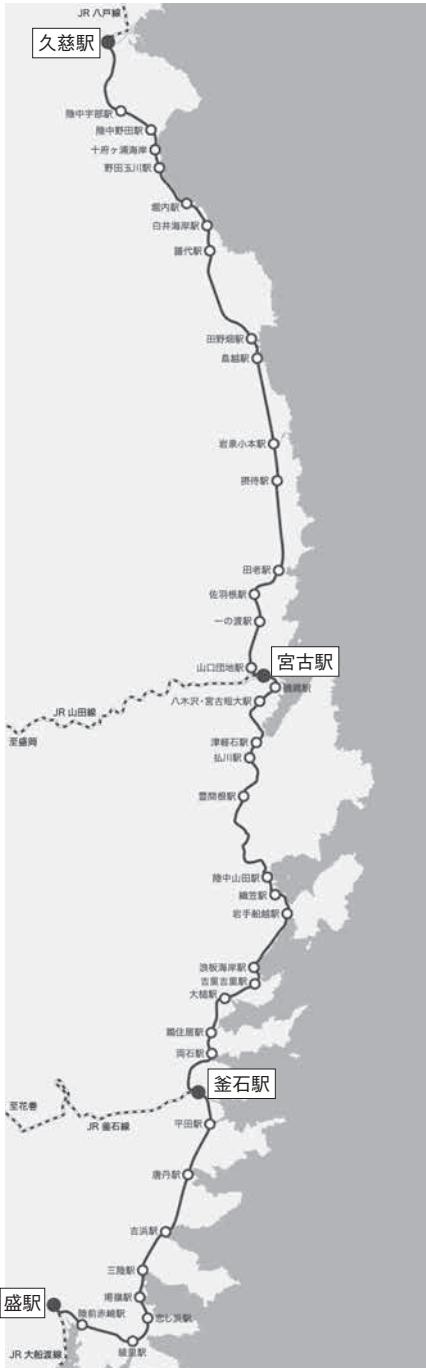 JR 八戸線
久慈駅
陸中宇部駅
陸中野田駅
十府ヶ浦海岸
野田玉川駅
堀内駅
白井海岸駅
譜代駅
田野畑駅
島越駅
岩泉小本駅
摂待駅
田老駅
佐羽根駅
一の渡駅
山口団地駅
宮古駅
八木沢・宮古短大駅
JR 山田線
至盛岡
津軽石駅
払川駅
豊間根駅
陸中山田駅
織笠駅
岩手船越駅
浪板海岸駅
吉里吉里駅
大槌駅
鵜住居駅
両石駅
釜石駅
至花巻
JR 釜石線
平田駅
唐丹駅
吉浜駅
三陸駅
甫嶺駅
盛駅
陸前赤崎駅
恋し浜駅
綾里駅
JR 大船渡線